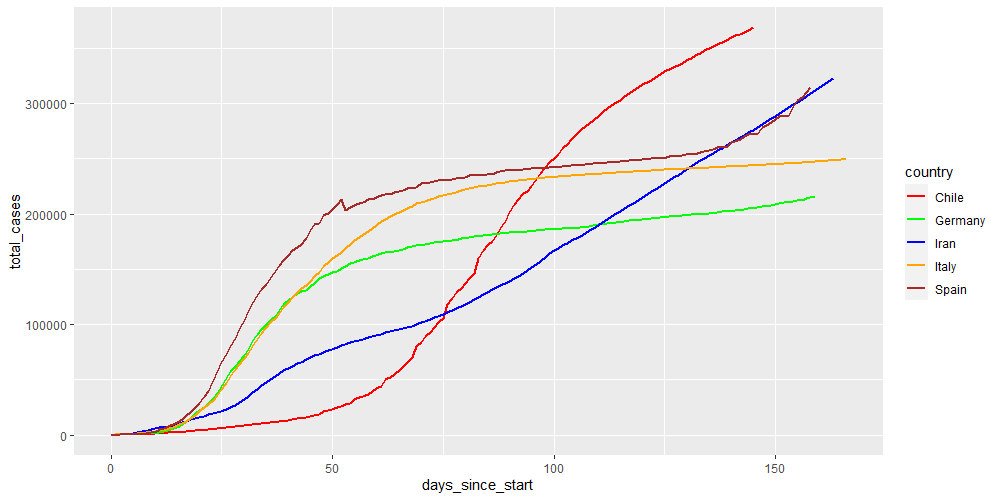 total_cases
300000
200000
100000
0
0
50
100
150
days_since_start
country
Chile
Germany
Iran
Italy
Spain